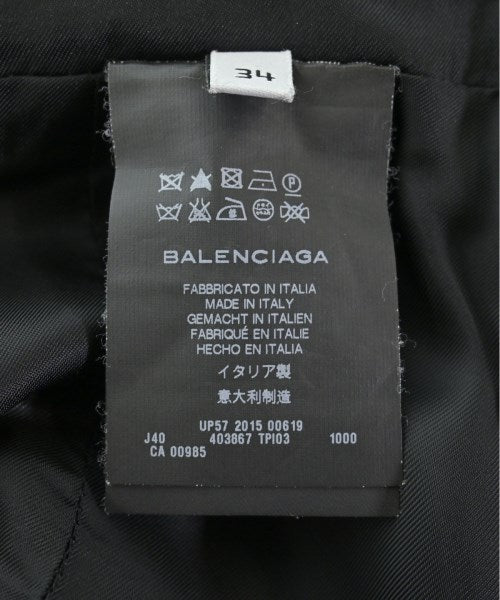 34
P
BALENCIAGA
FABBRICATO IN ITALIA
MADE IN ITALY
GEMACHT IN ITALIEN
FABRIQUÉ EN ITALIE
HECHO EN ITALIA
イタリア製
意大利制造
UP57 2015 00619
J40 403867 TPI03 1000
CA 00985